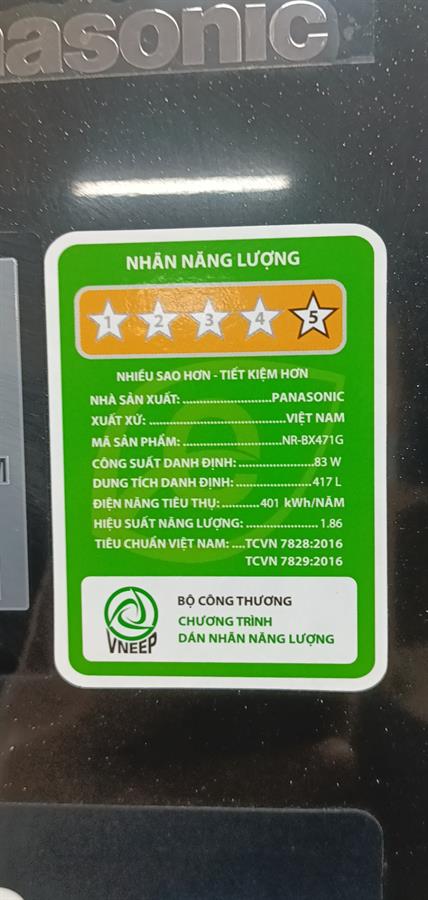 asonic
NHÃN NĂNG LƯỢNG
1 2 3 4 5
NHIỀU SAO HƠN - TIẾT KIỆM HƠN
NHÀ SẢN XUẤT: ......................PANASONIC
XUẤT XỨ: ...................................VIỆT NAM
MÃ SẢN PHẨM: .........................NR-BX471G
CÔNG SUẤT DANH ĐỊNH: ...................83 W
DUNG TÍCH DANH ĐỊNH: ...................417 L
ĐIỆN NĂNG TIÊU THỤ: ..........401 kWh/NĂM
HIỆU SUẤT NĂNG LƯỢNG: .................. 1.86
TIÊU CHUẨN VIỆT NAM: ....TCVN 7828:2016
TCVN 7829:2016
VNEEP
BỘ CÔNG THƯƠNG
CHƯƠNG TRÌNH
DÁN NHÃN NĂNG LƯỢNG